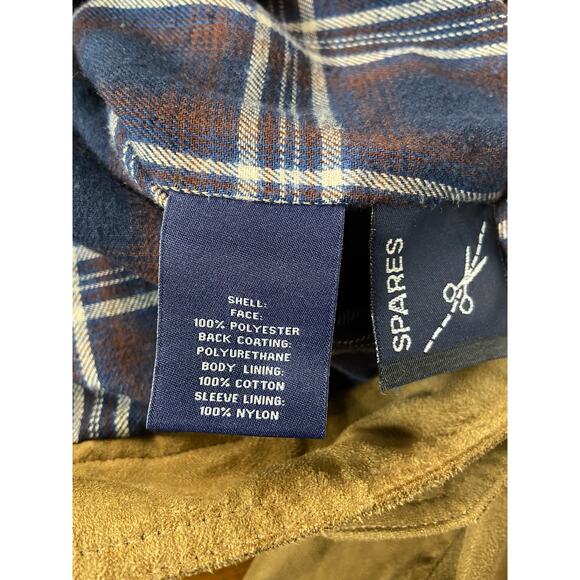 SHELL:
FACE:
100% POLYESTER
BACK COATING:
POLYURETHANE
BODY LINING:
100% COTTON
SLEEVE LINING:
100% NYLON
SPARES